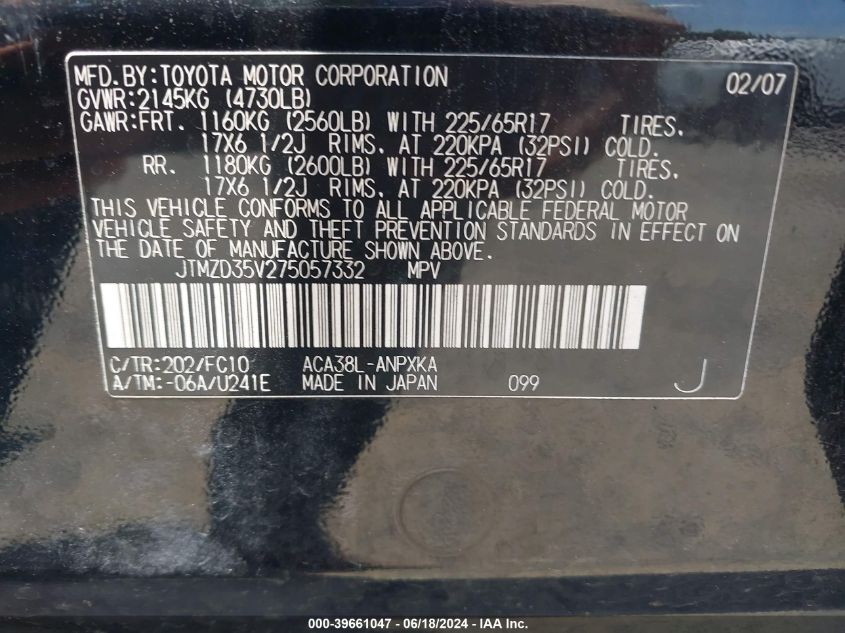 MFD. BY: TOYOTA MOTOR CORPORATION 02/07
GVWR: 2145KG (4730LB)
GAWR: FRT. 1160KG (2560LB) WITH 225/65R17 TIRES.
17X6 1/2J RIMS. AT 220KPA (32PSI) COLD.
RR. 1180KG (2600LB) WITH 225/65R17 TIRES.
17X6 1/2J RIMS. AT 220KPA (32PSI) COLD.
THIS VEHICLE CONFORMS TO ALL APPLICABLE FEDERAL MOTOR
VEHICLE SAFETY AND THEFT PREVENTION STANDARDS IN EFFECT ON
THE DATE OF MANUFACTURE SHOWN ABOVE.
JTMZD35V275057332 MPV
C/TR: 202/FC10 ACA38L-ANPXKA
A/TM: -06A/U241E MADE IN JAPAN 099 J
000-39661047 - 06/18/2024 - IAA Inc.